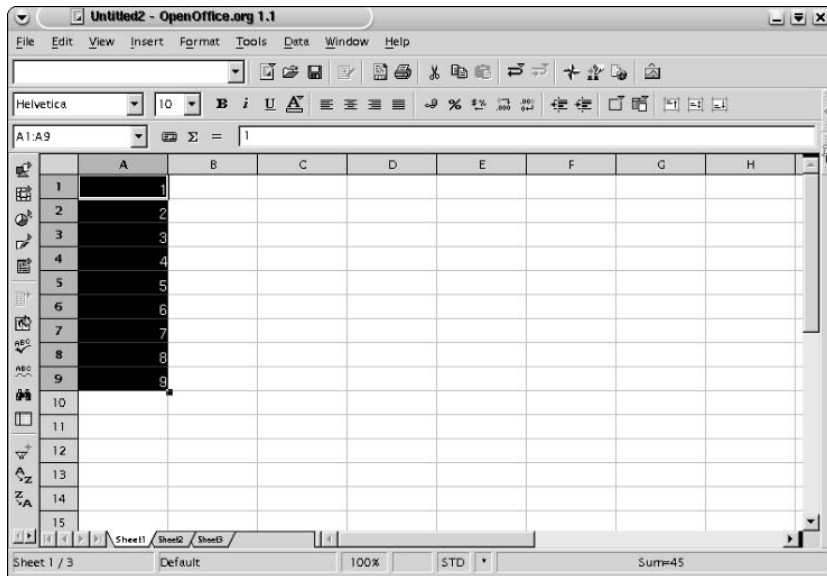 Untitled2 - OpenOffice.org 1.1
File Edit View Insert Format Tools Data Window Help
Helvetica 10 B i U A
A1:A9 Σ = 1
A B C D E F G H
1 1
2 2
3 3
4 4
5 5
6 6
7 7
8 8
9 9
10
11
12
13
14
15
Sheet1 Sheet2 Sheet3
Sheet 1 / 3 Default 100% STD * Sum=45